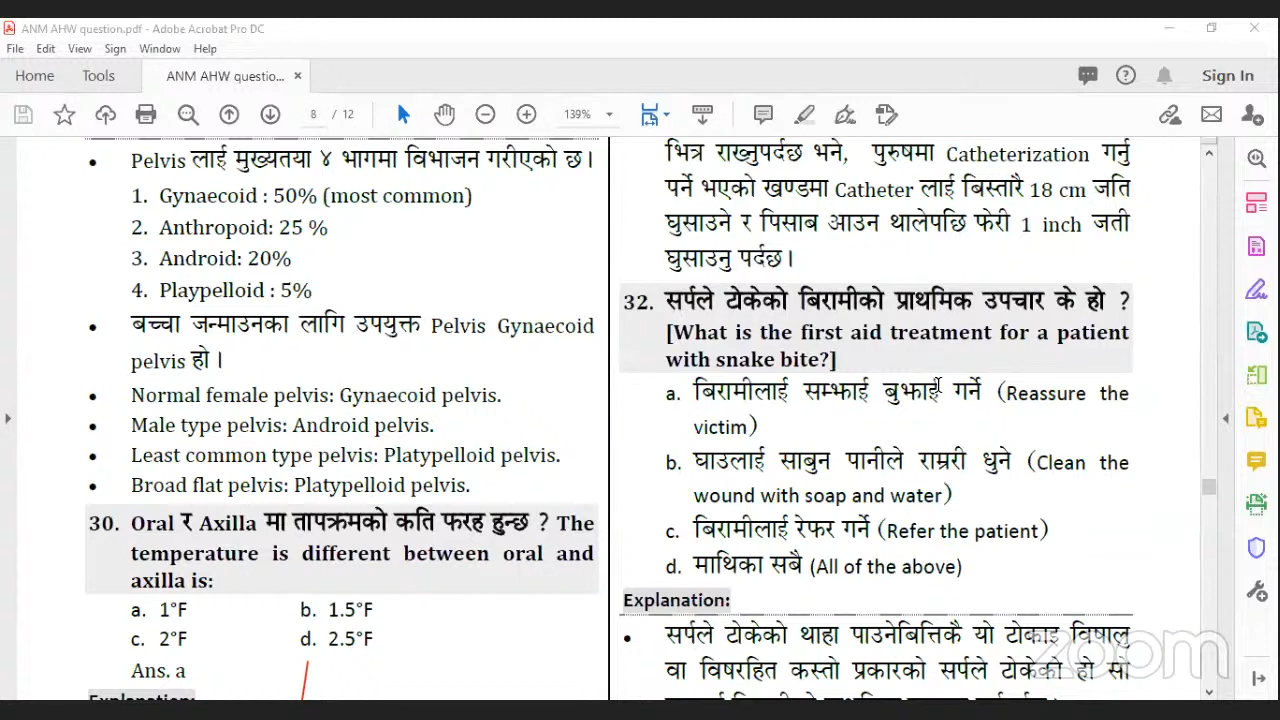 ANM AHW question.pdf - Adobe Acrobat Pro DC
File Edit View Sign Window Help
Home Tools ANM AHW questio... × Sign In
8 / 12 139%
Pelvis लाई मुख्यतया ४ भागमा विभाजन गरीएको छ।
1. Gynaecoid : 50% (most common)
2. Anthropoid: 25 %
3. Android: 20%
4. Playpelloid : 5%
बच्चा जन्माउनका लागि उपयुक्त Pelvis Gynaecoid
pelvis हो।
Normal female pelvis: Gynaecoid pelvis.
Male type pelvis: Android pelvis.
Least common type pelvis: Platypelloid pelvis.
Broad flat pelvis: Platypelloid pelvis.
30. Oral र Axilla मा तापक्रमको कति फरह हुन्छ ? The
temperature is different between oral and
axilla is:
a. 1°F b. 1.5°F
c. 2°F d. 2.5°F
Ans. a
भित्र राख्नुपर्दछ भने, पुरुषमा Catheterization गर्नु
पर्ने भएको खण्डमा Catheter लाई बिस्तारै 18 cm जति
घुसाउने र पिसाब आउन थालेपछि फेरी 1 inch जती
घुसाउनु पर्दछ।
32. सर्पले टोकेको बिरामीको प्राथमिक उपचार के हो ?
[What is the first aid treatment for a patient
with snake bite?]
a. बिरामीलाई सम्झाई बुझाई गर्ने (Reassure the
victim)
b. घाउलाई साबुन पानीले राम्ररी धुने (Clean the
wound with soap and water)
c. बिरामीलाई रेफर गर्ने (Refer the patient)
d. माथिका सबै (All of the above)
Explanation:
सर्पले टोकेको थाहा पाउनेबित्तिकै यो टोकाइ विषालु
वा विषरहित कस्तो प्रकारको सर्पले टोकेको हो सो
zoom